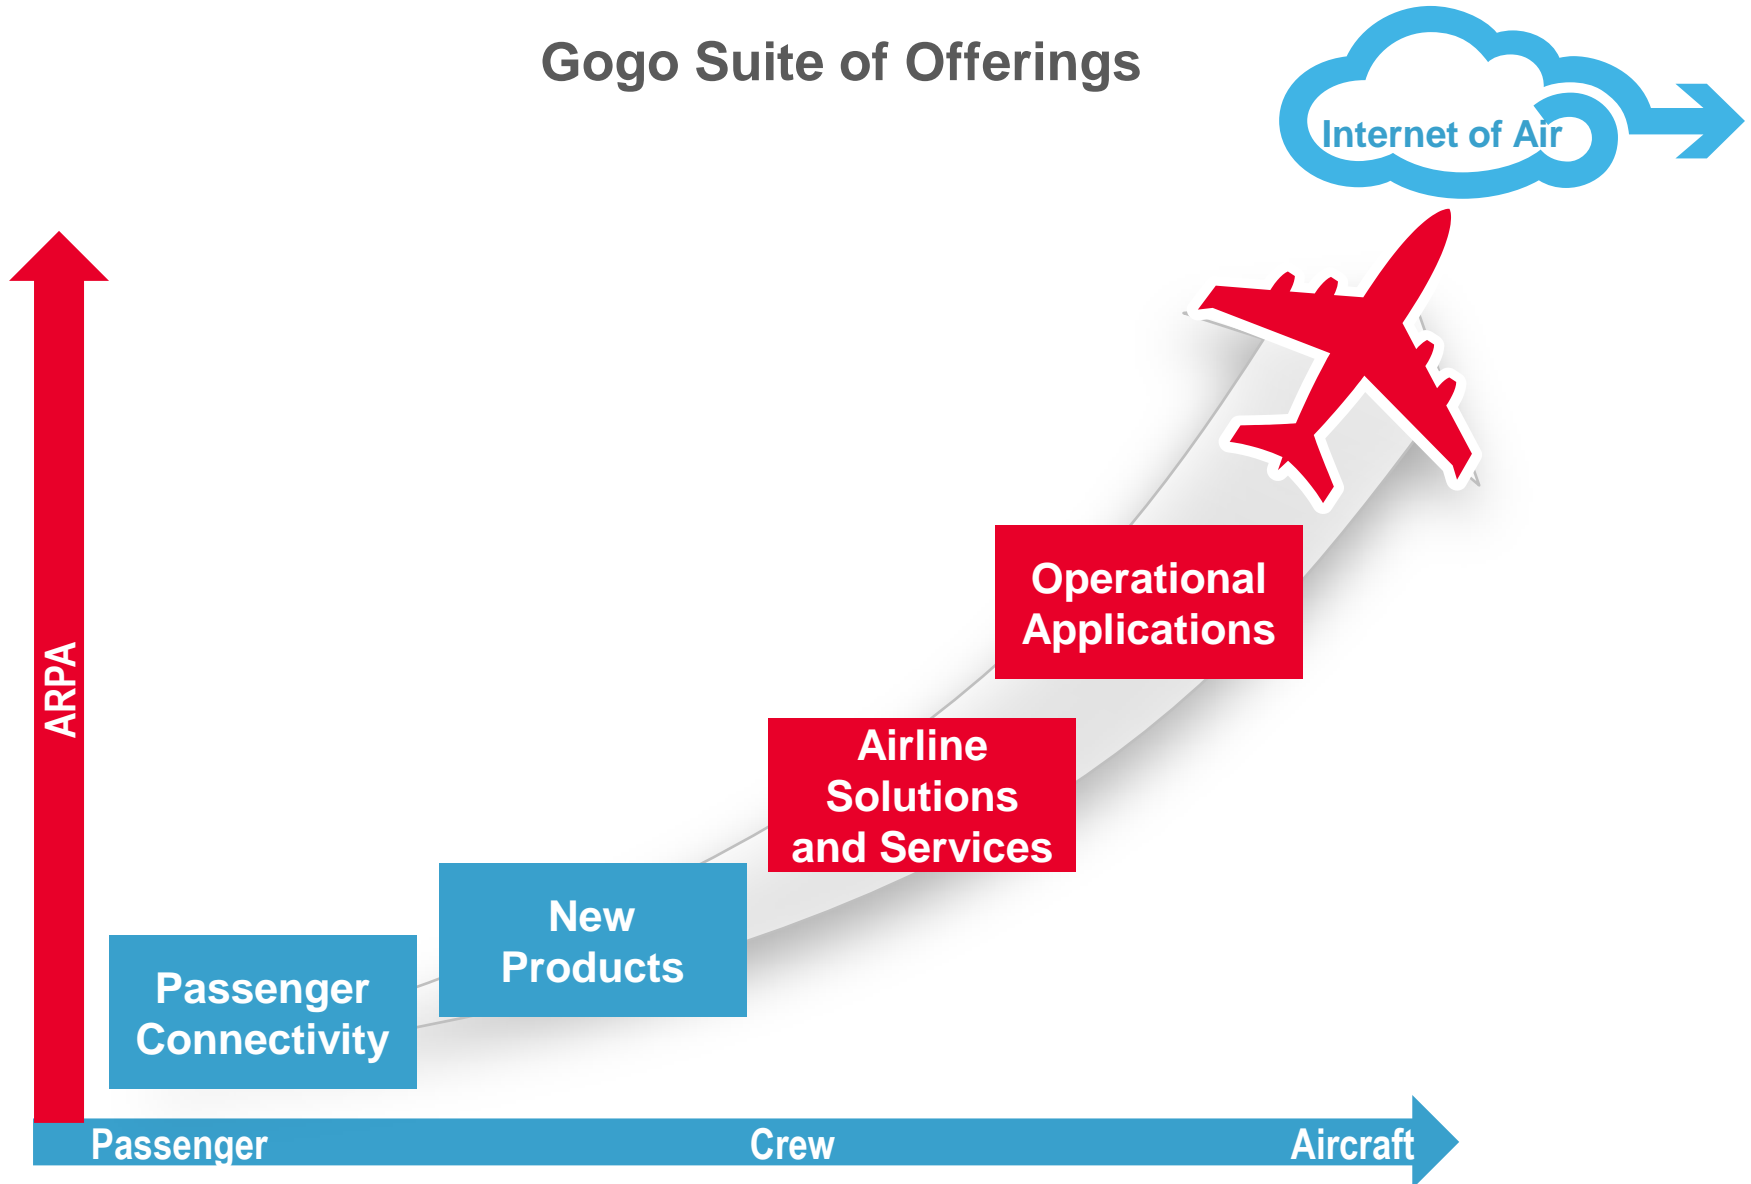 Gogo Suite of Offerings
Internet of Air
ARPA
Operational
Applications
Airline
Solutions
and Services
New
Products
Passenger
Connectivity
Passenger
Crew
Aircraft